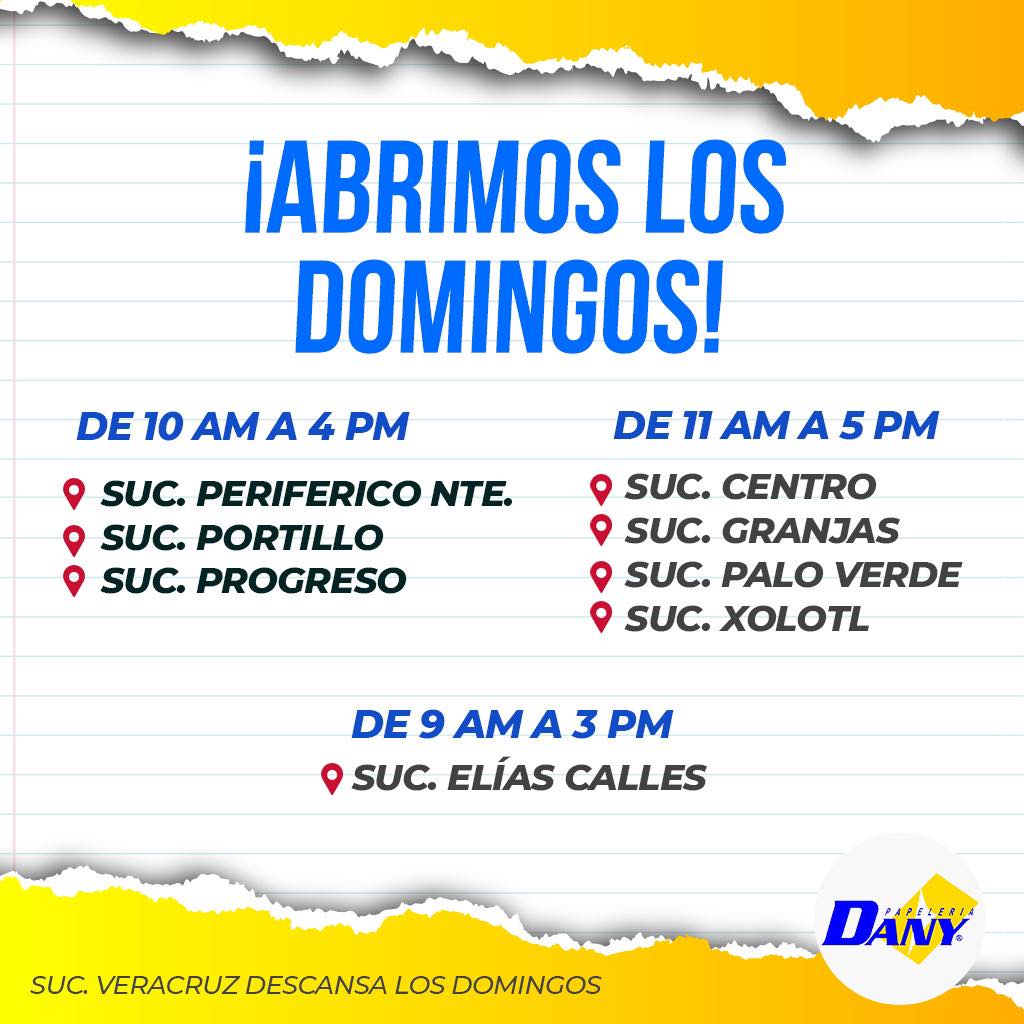 ¡ABRIMOS LOS
DOMINGOS!
DE 10 AM A 4 PM
SUC. PERIFERICO NTE.
SUC. PORTILLO
SUC. PROGRESO
DE 11 AM A 5 PM
SUC. CENTRO
SUC. GRANJAS
SUC. PALO VERDE
SUC. XOLOTL
DE 9 AM A 3 PM
SUC. ELÍAS CALLES
PAPELERIA
DANY®
SUC. VERACRUZ DESCANSA LOS DOMINGOS